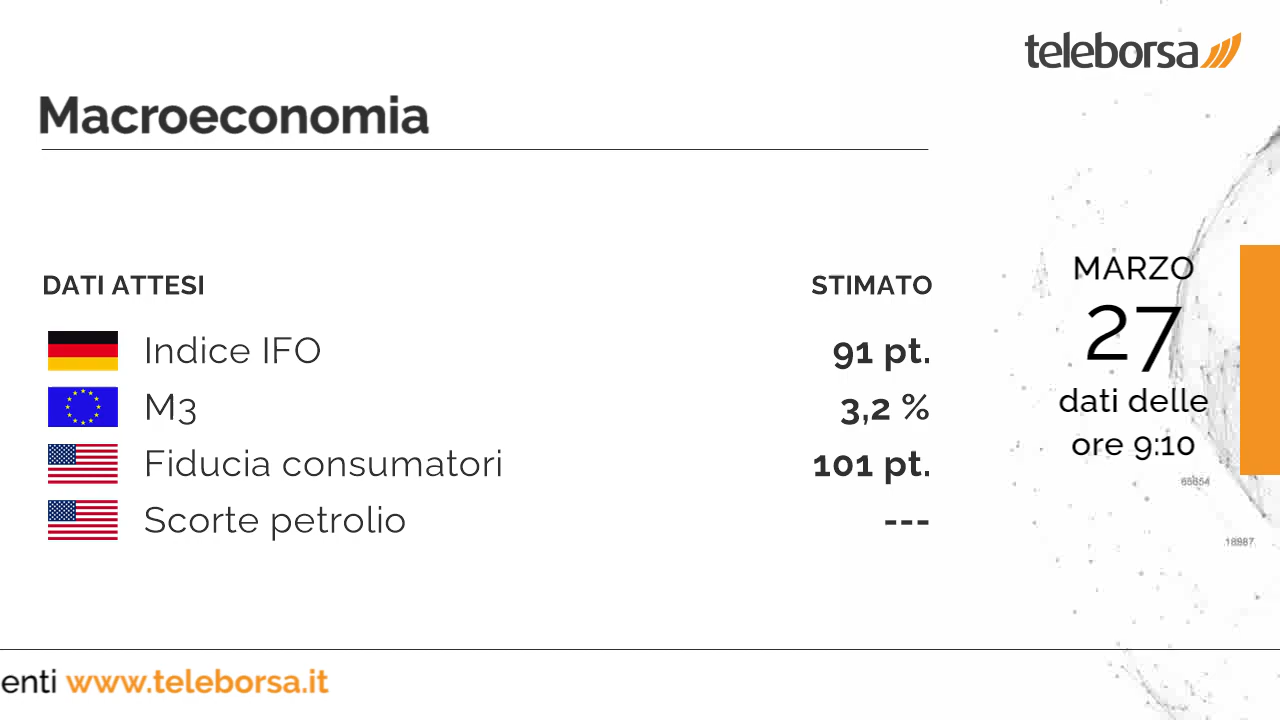 teleborsa
Macroeconomia
DATI ATTESI STIMATO
Indice IFO 91 pt.
M3 3,2 %
Fiducia consumatori 101 pt.
Scorte petrolio ---
MARZO
27
dati delle
ore 9:10
65654
18987
enti www.teleborsa.it